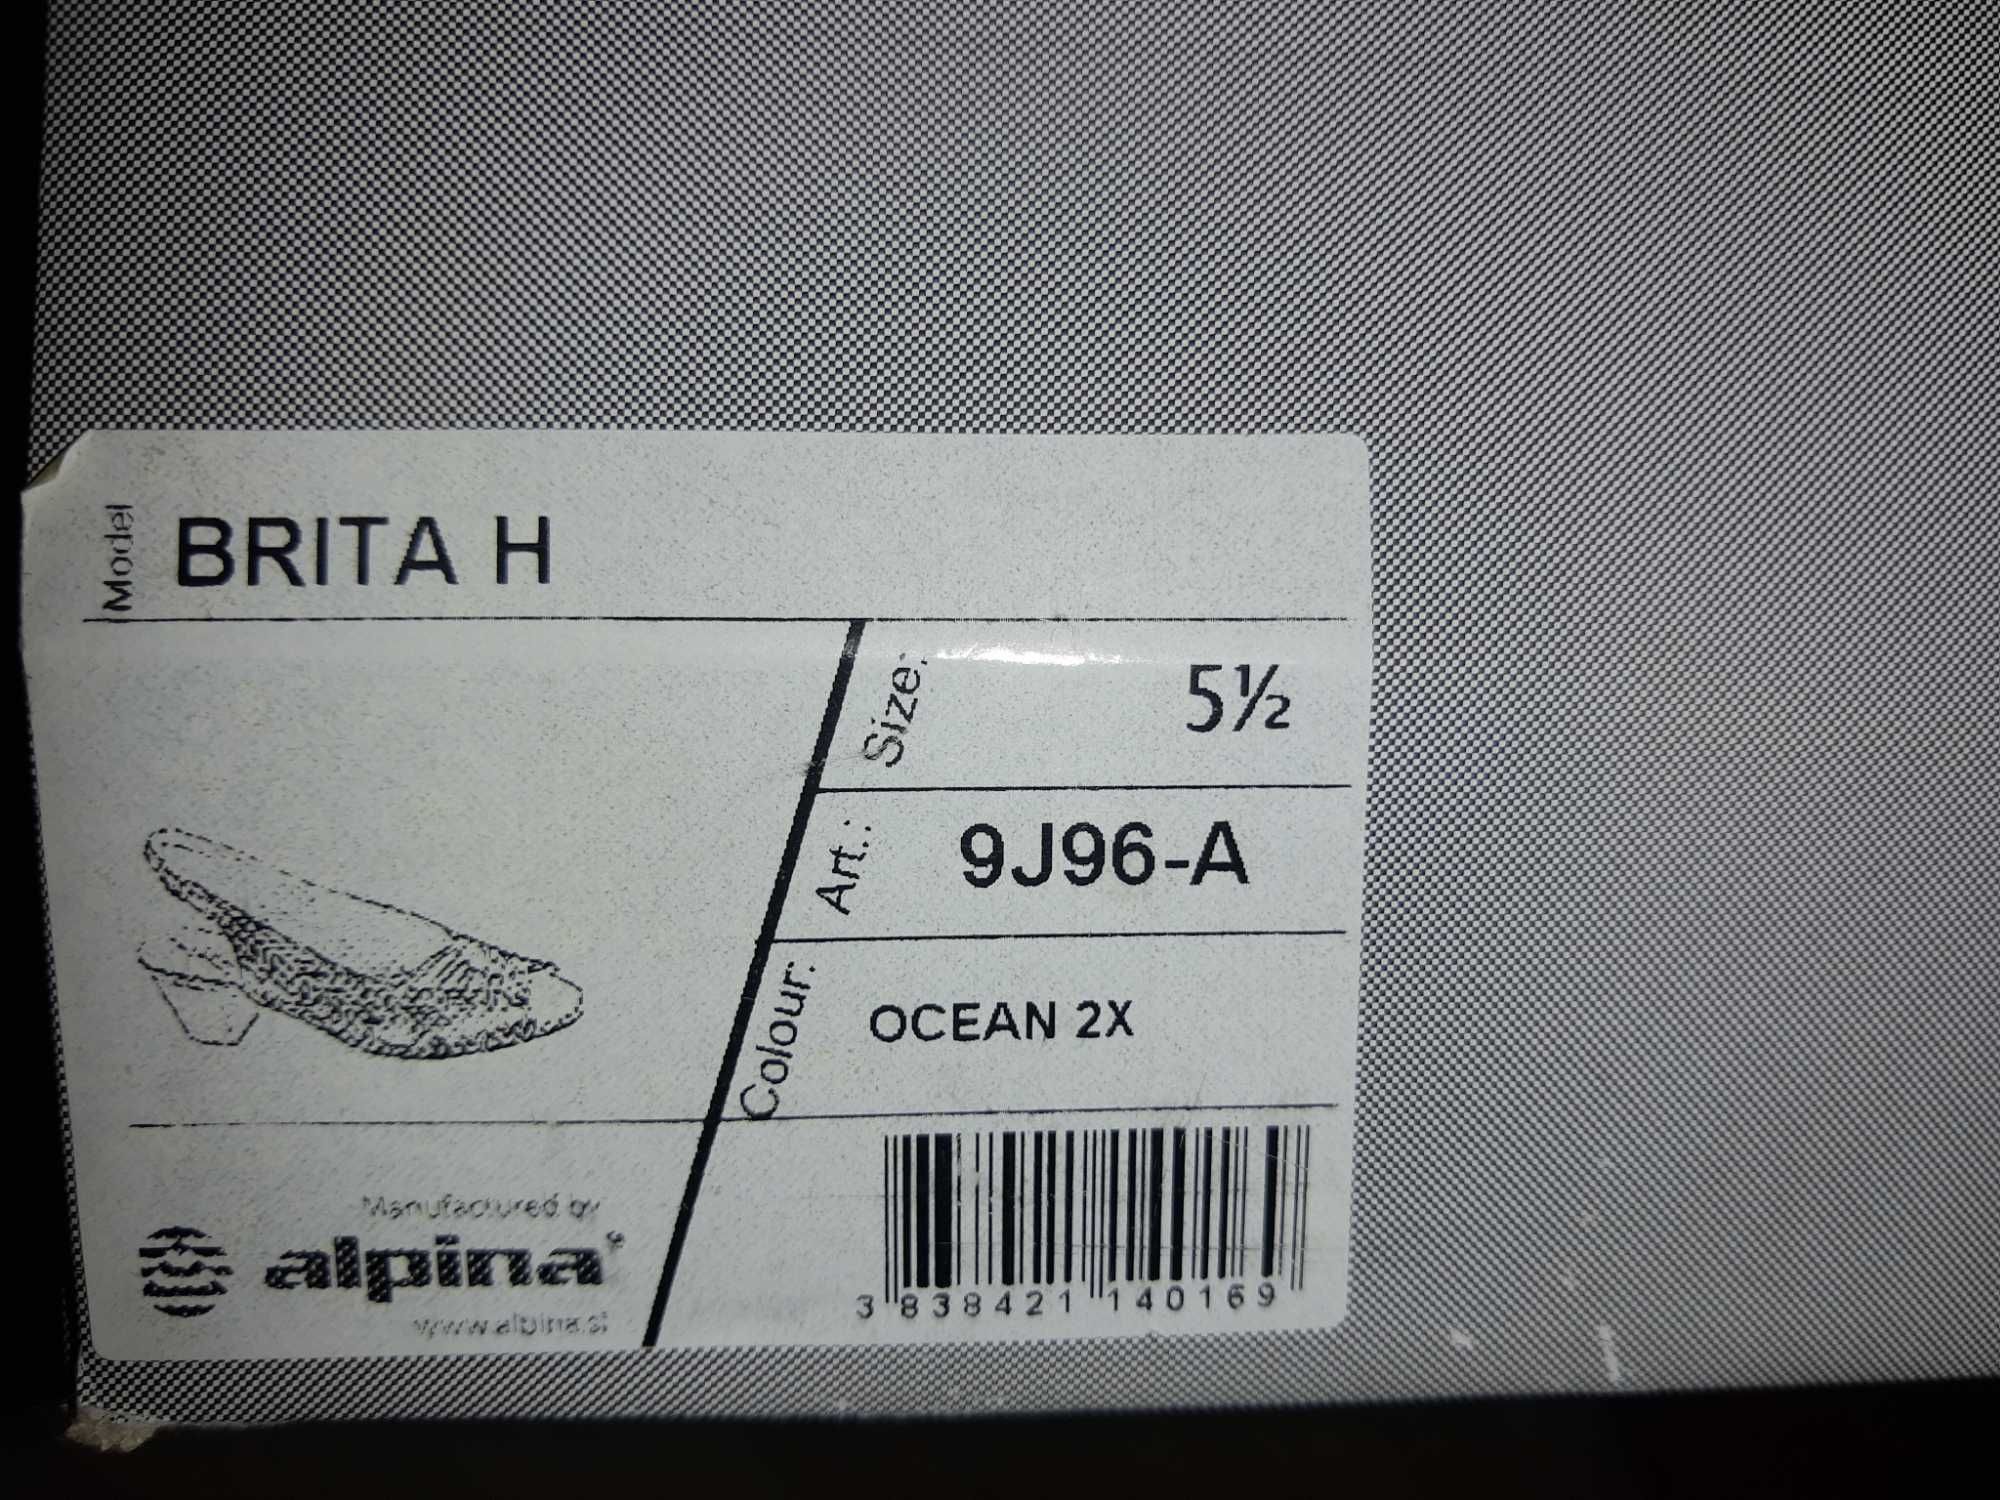 Model BRITA H
Size: 5½
Art.: 9J96-A
Colour: OCEAN 2X
Manufactured by
alpina®
www.alpina.si
3 838421 140169